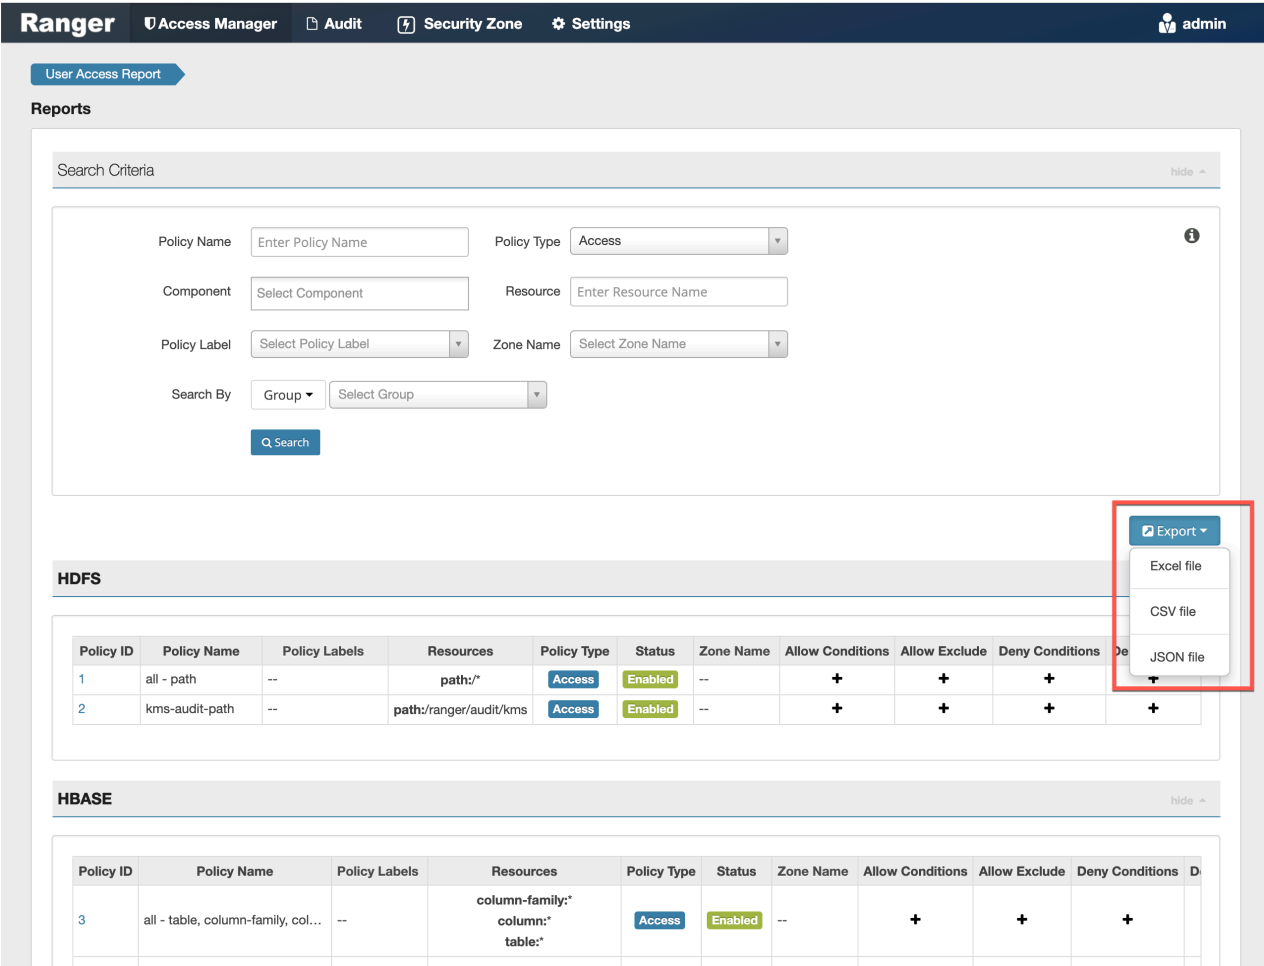 Ranger Access Manager Audit Security Zone Settings admin
User Access Report
Reports
Search Criteria hide
Policy Name Enter Policy Name Policy Type Access
Component Select Component Resource Enter Resource Name
Policy Label Select Policy Label Zone Name Select Zone Name
Search By Group Select Group
Search
Export
Excel file
CSV file
JSON file
HDFS
Policy ID Policy Name Policy Labels Resources Policy Type Status Zone Name Allow Conditions Allow Exclude Deny Conditions De
1 all - path -- path:/* Access Enabled -- + + + +
2 kms-audit-path -- path:/ranger/audit/kms Access Enabled -- + + + +
HBASE hide
Policy ID Policy Name Policy Labels Resources Policy Type Status Zone Name Allow Conditions Allow Exclude Deny Conditions D
column-family:*
3 all - table, column-family, col... -- column:* Access Enabled -- + + +
table:*